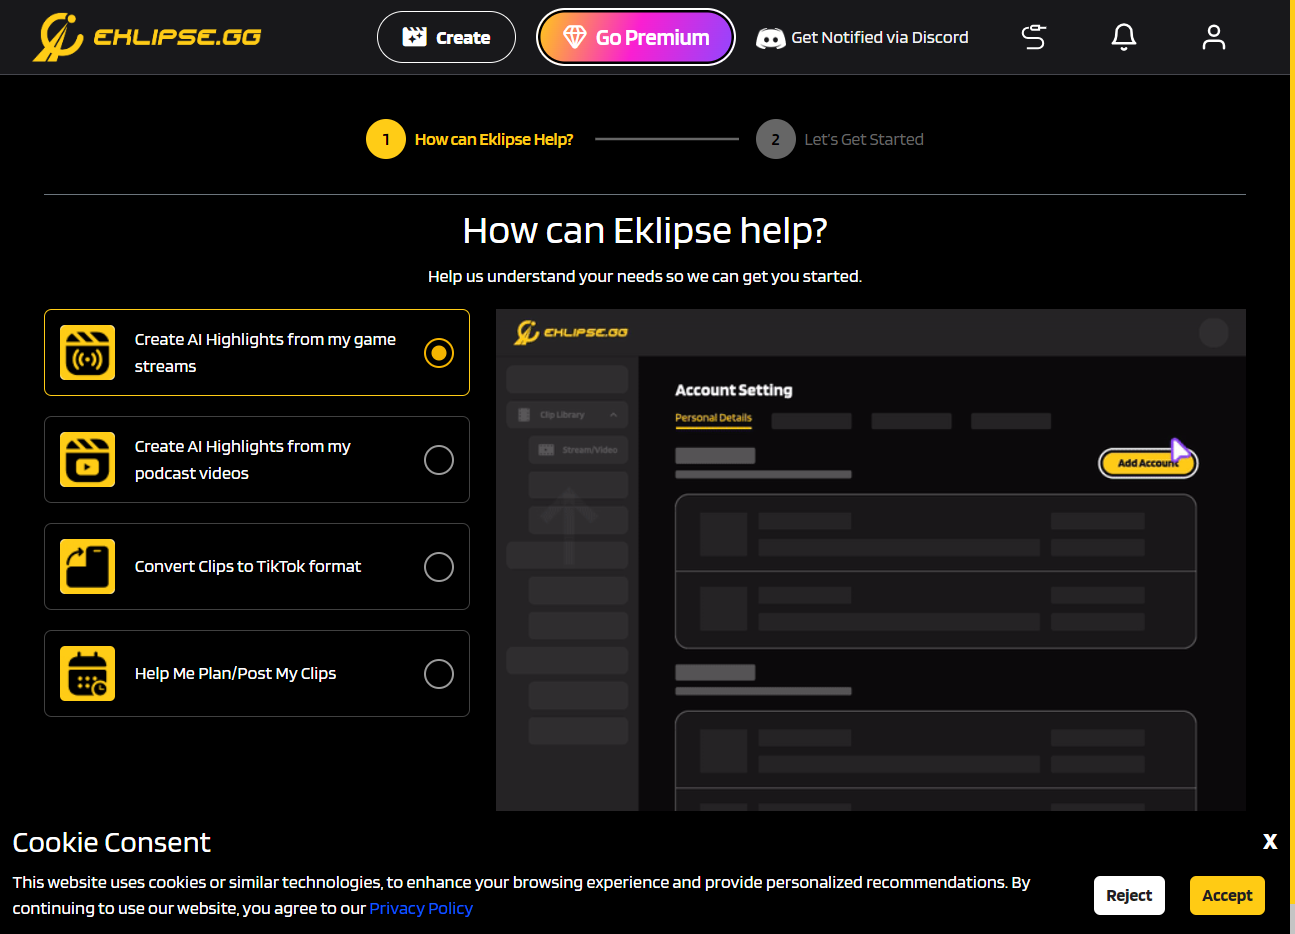 EKLIPSE.GG
Create
Go Premium
Get Notified via Discord
1 How can Eklipse Help?
2 Let's Get Started
How can Eklipse help?
Help us understand your needs so we can get you started.
Create AI Highlights from my game
streams
Create AI Highlights from my
podcast videos
Convert Clips to TikTok format
Help Me Plan/Post My Clips
EKLIPSE.GG
Clip Library
Stream/Video
Account Setting
Personal Details
Add Account
Cookie Consent
X
This website uses cookies or similar technologies, to enhance your browsing experience and provide personalized recommendations. By
continuing to use our website, you agree to our Privacy Policy
Reject
Accept